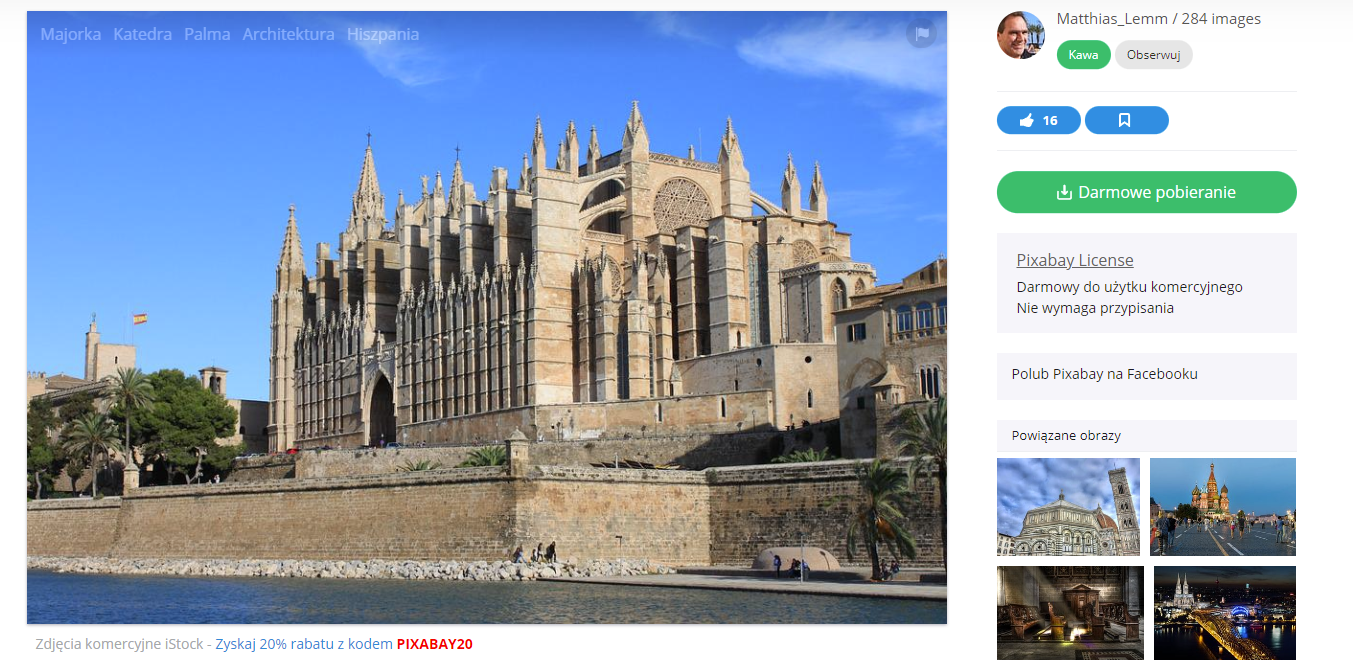 Majorka Katedra Palma Architektura Hiszpania
Matthias_Lemm / 284 images
Kawa Obserwuj
16
Darmowe pobieranie
Pixabay License
Darmowy do użytku komercyjnego
Nie wymaga przypisania
Polub Pixabay na Facebooku
Powiązane obrazy
Zdjęcia komercyjne iStock - Zyskaj 20% rabatu z kodem PIXABAY20